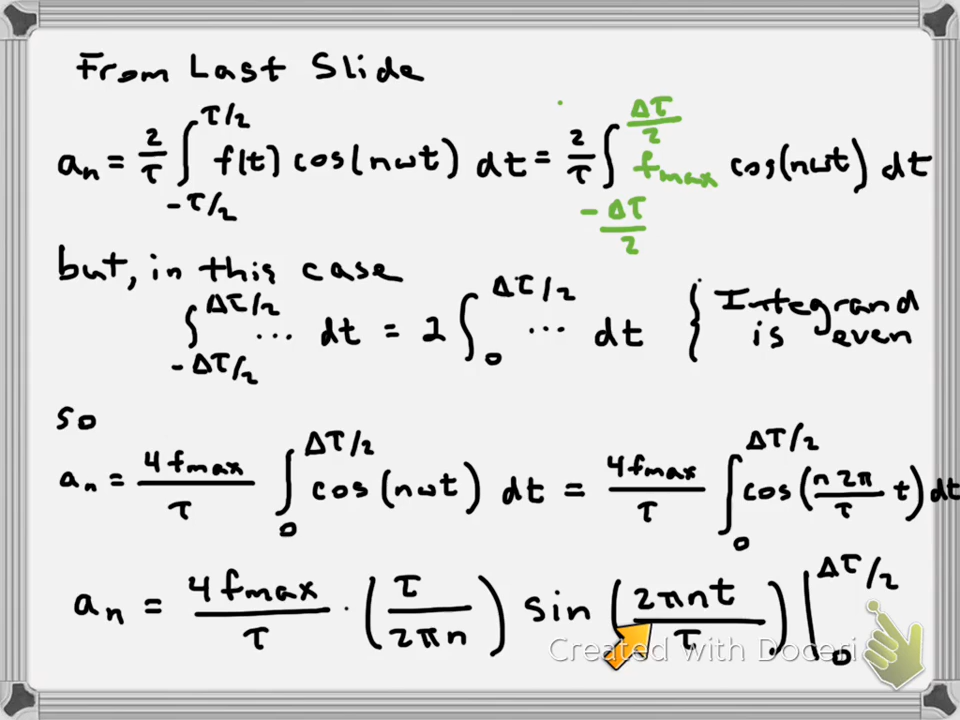 From Last Slide
aₙ = 2/τ ∫_{-τ/2}^{τ/2} f(t) cos(nωt) dt = 2/τ ∫_{-Δτ/2}^{Δτ/2} fmax cos(nωt) dt
but, in this case
∫_{-Δτ/2}^{Δτ/2} ... dt = 2 ∫_0^{Δτ/2} ... dt { Integrand is even
so
aₙ = 4fmax/τ ∫_0^{Δτ/2} cos(nωt) dt = 4fmax/τ ∫_0^{Δτ/2} cos(n2π/τ t) dt
aₙ = 4fmax/τ · (τ/2πn) sin(2πnt/τ) |_0^{Δτ/2}
Created with Doceri